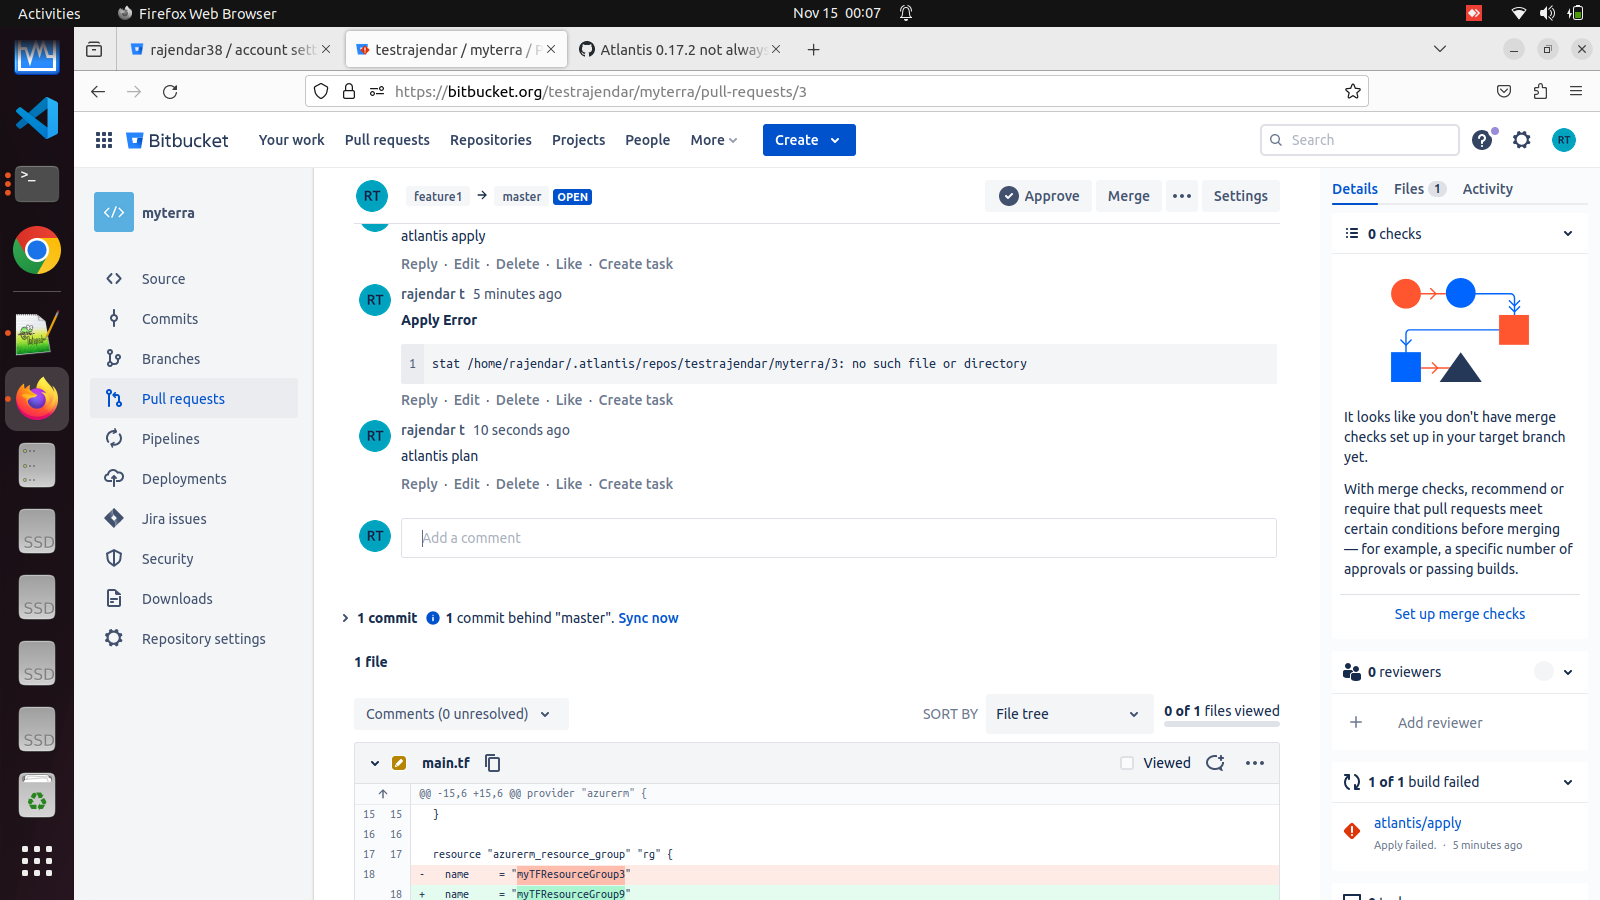 Activities
Firefox Web Browser
Nov 15 00:07
rajendar38 / account sett
testrajendar / myterra / P
Atlantis 0.17.2 not always
https://bitbucket.org/testrajendar/myterra/pull-requests/3
Bitbucket
Your work
Pull requests
Repositories
Projects
People
More
Create
Search
RT
myterra
Source
Commits
Branches
Pull requests
Pipelines
Deployments
Jira issues
Security
Downloads
Repository settings
RT
feature1 → master OPEN
Approve
Merge
Settings
atlantis apply
Reply · Edit · Delete · Like · Create task
RT
rajendar t 5 minutes ago
Apply Error
1 stat /home/rajendar/.atlantis/repos/testrajendar/myterra/3: no such file or directory
Reply · Edit · Delete · Like · Create task
RT
rajendar t 10 seconds ago
atlantis plan
Reply · Edit · Delete · Like · Create task
RT
Add a comment
1 commit 1 commit behind "master". Sync now
1 file
Comments (0 unresolved)
SORT BY File tree
0 of 1 files viewed
main.tf
Viewed
@@ -15,6 +15,6 @@ provider "azurerm" {
15 15 }
16 16
17 17 resource "azurerm_resource_group" "rg" {
18 - name = "myTFResourceGroup3"
18 + name = "myTFResourceGroup9"
Details
Files 1
Activity
0 checks
It looks like you don't have merge
checks set up in your target branch
yet.
With merge checks, recommend or
require that pull requests meet
certain conditions before merging
— for example, a specific number of
approvals or passing builds.
Set up merge checks
0 reviewers
Add reviewer
1 of 1 build failed
atlantis/apply
Apply failed. · 5 minutes ago
>_
SSD
SSD
SSD
SSD